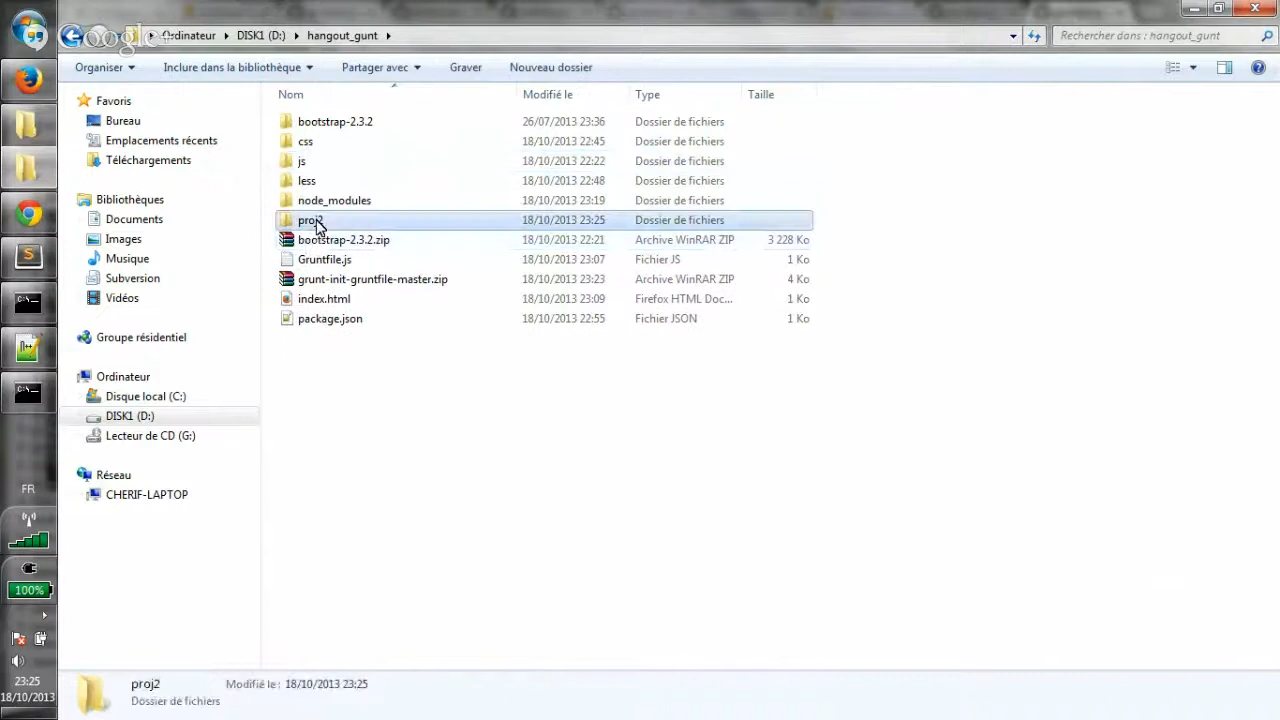 Google+
Ordinateur DISK1 (D:) hangout_gunt
Rechercher dans : hangout_gunt
Organiser Inclure dans la bibliothèque Partager avec Graver Nouveau dossier
Nom Modifié le Type Taille
Favoris
Bureau
Emplacements récents
Téléchargements
Bibliothèques
Documents
Images
Musique
Subversion
Vidéos
Groupe résidentiel
Ordinateur
Disque local (C:)
DISK1 (D:)
Lecteur de CD (G:)
Réseau
CHERIF-LAPTOP
bootstrap-2.3.2 26/07/2013 23:36 Dossier de fichiers
css 18/10/2013 22:45 Dossier de fichiers
js 18/10/2013 22:22 Dossier de fichiers
less 18/10/2013 22:48 Dossier de fichiers
node_modules 18/10/2013 23:19 Dossier de fichiers
proj2 18/10/2013 23:25 Dossier de fichiers
bootstrap-2.3.2.zip 18/10/2013 22:21 Archive WinRAR ZIP 3 228 Ko
Gruntfile.js 18/10/2013 23:07 Fichier JS 1 Ko
grunt-init-gruntfile-master.zip 18/10/2013 23:23 Archive WinRAR ZIP 4 Ko
index.html 18/10/2013 23:09 Firefox HTML Doc... 1 Ko
package.json 18/10/2013 22:55 Fichier JSON 1 Ko
FR
100%
23:25
18/10/2013
proj2 Modifié le : 18/10/2013 23:25
Dossier de fichiers